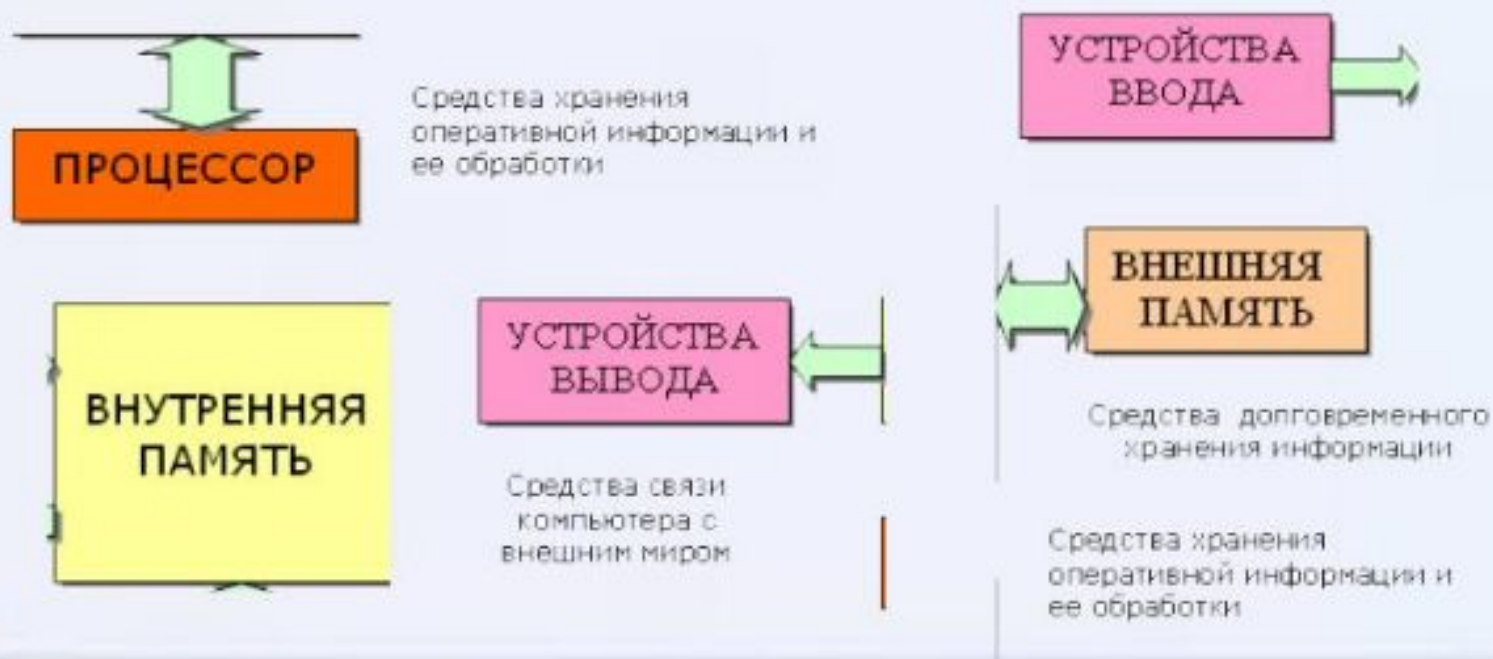 ПРОЦЕССОР
Средства хранения
оперативной информации и
ее обработки
УСТРОЙСТВА
ВВОДА
ВНУТРЕННЯЯ
ПАМЯТЬ
УСТРОЙСТВА
ВЫВОДА
Средства связи
компьютера с
внешним миром
ВНЕШНЯЯ
ПАМЯТЬ
Средства долговременного
хранения информации
Средства хранения
оперативной информации и
ее обработки